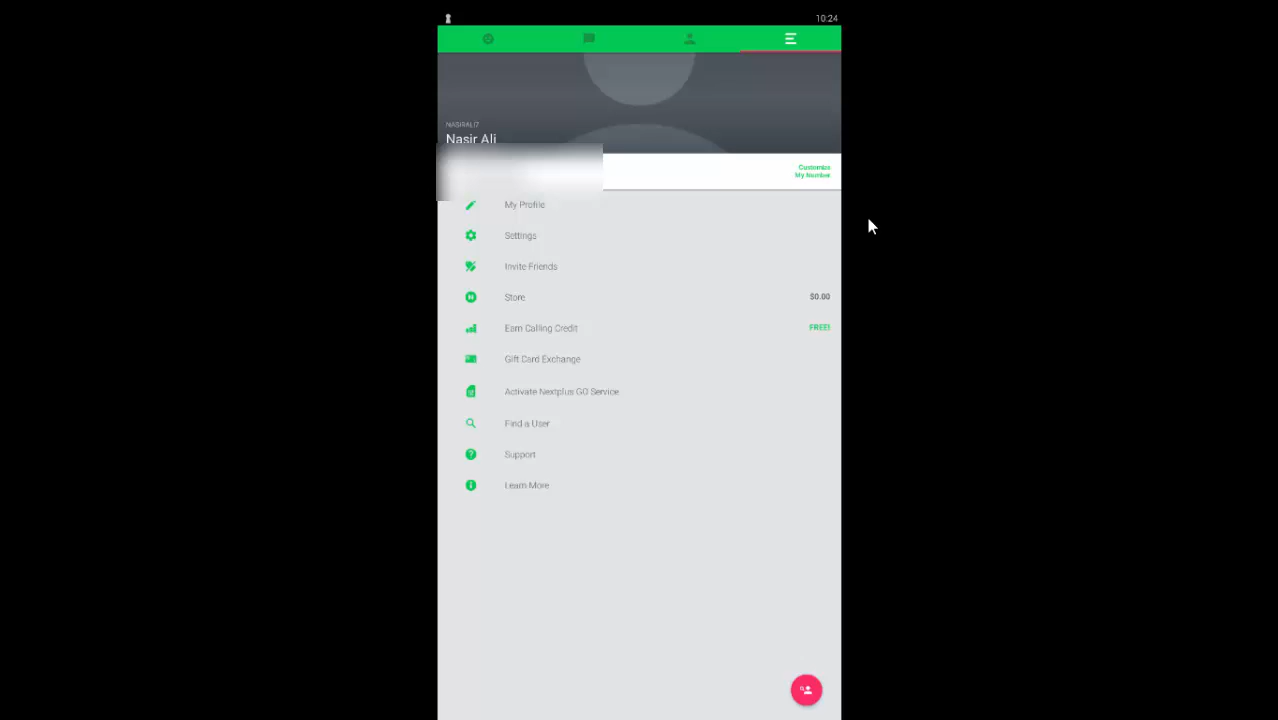 10:24
NASIRALI7
Nasir Ali
Customize
My Number
My Profile
Settings
Invite Friends
Store
$0.00
Earn Calling Credit
FREE!
Gift Card Exchange
Activate Nextplus GO Service
Find a User
Support
Learn More